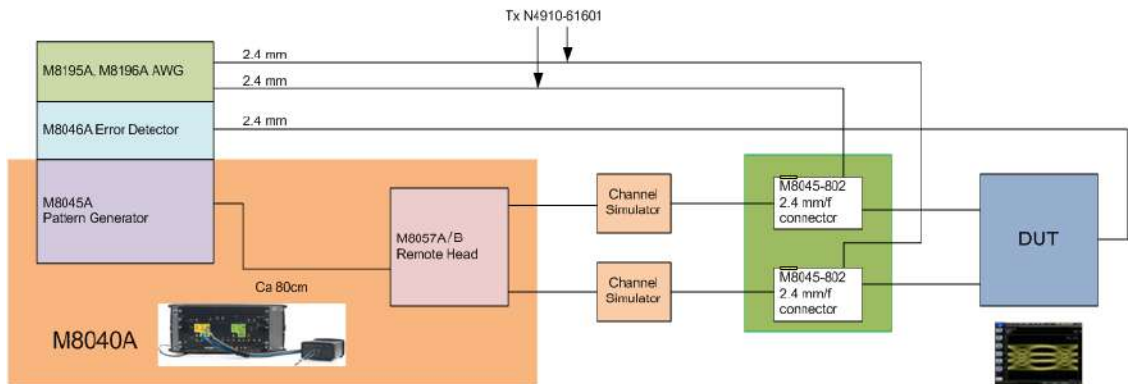 Tx N4910-61601
2.4 mm
M8195A, M8196A AWG
2.4 mm
M8046A Error Detector
2.4 mm
M8045A
Pattern Generator
M8057A/B
Remote Head
Ca 80cm
M8040A
Channel
Simulator
Channel
Simulator
M8045-802
2.4 mm/f
connector
M8045-802
2.4 mm/f
connector
DUT